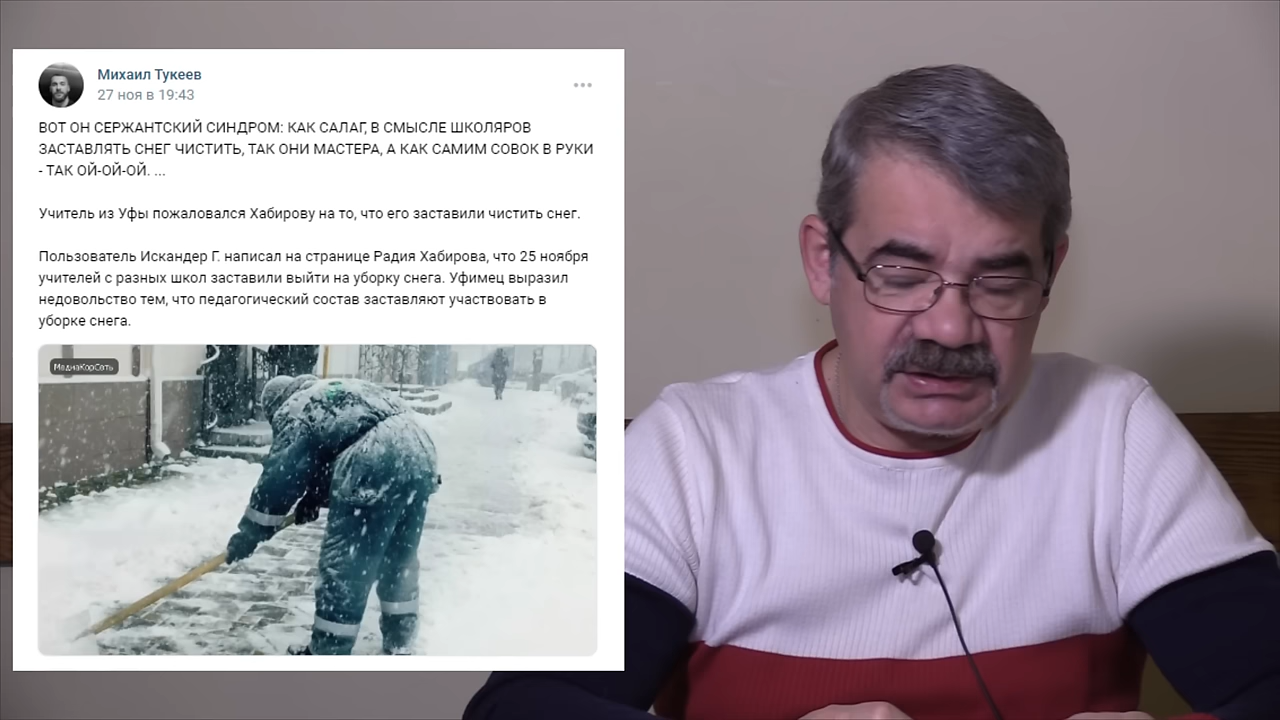 Михаил Тукеев
27 ноя в 19:43
ВОТ ОН СЕРЖАНТСКИЙ СИНДРОМ: КАК САЛАГ, В СМЫСЛЕ ШКОЛЯРОВ
ЗАСТАВЛЯТЬ СНЕГ ЧИСТИТЬ, ТАК ОНИ МАСТЕРА, А КАК САМИМ СОВОК В РУКИ
- ТАК ОЙ-ОЙ-ОЙ. ...
Учитель из Уфы пожаловался Хабирову на то, что его заставили чистить снег.
Пользователь Искандер Г. написал на странице Радия Хабирова, что 25 ноября
учителей с разных школ заставили выйти на уборку снега. Уфимец выразил
недовольство тем, что педагогический состав заставляют участвовать в
уборке снега.
МедиаКорСеть